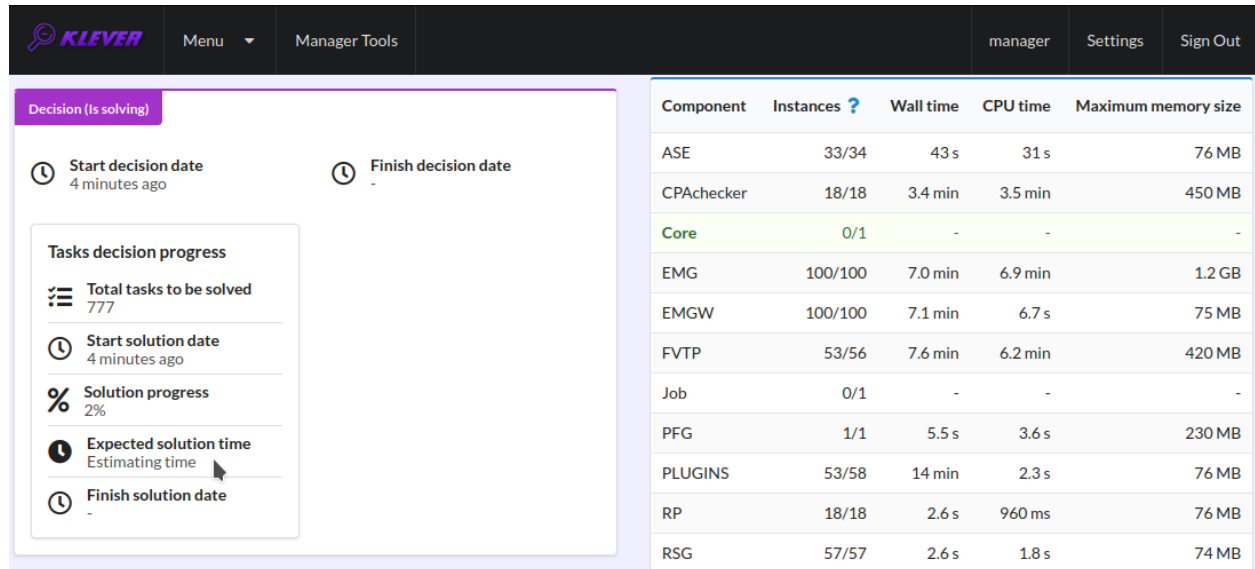 KLEVER Menu Manager Tools manager Settings Sign Out
Decision (Is solving)
Start decision date
4 minutes ago
Finish decision date
-
Tasks decision progress
Total tasks to be solved
777
Start solution date
4 minutes ago
Solution progress
2%
Expected solution time
Estimating time
Finish solution date
-
Component Instances ? Wall time CPU time Maximum memory size
ASE 33/34 43 s 31 s 76 MB
CPAchecker 18/18 3.4 min 3.5 min 450 MB
Core 0/1 - - -
EMG 100/100 7.0 min 6.9 min 1.2 GB
EMGW 100/100 7.1 min 6.7 s 75 MB
FVTP 53/56 7.6 min 6.2 min 420 MB
Job 0/1 - - -
PFG 1/1 5.5 s 3.6 s 230 MB
PLUGINS 53/58 14 min 2.3 s 76 MB
RP 18/18 2.6 s 960 ms 76 MB
RSG 57/57 2.6 s 1.8 s 74 MB